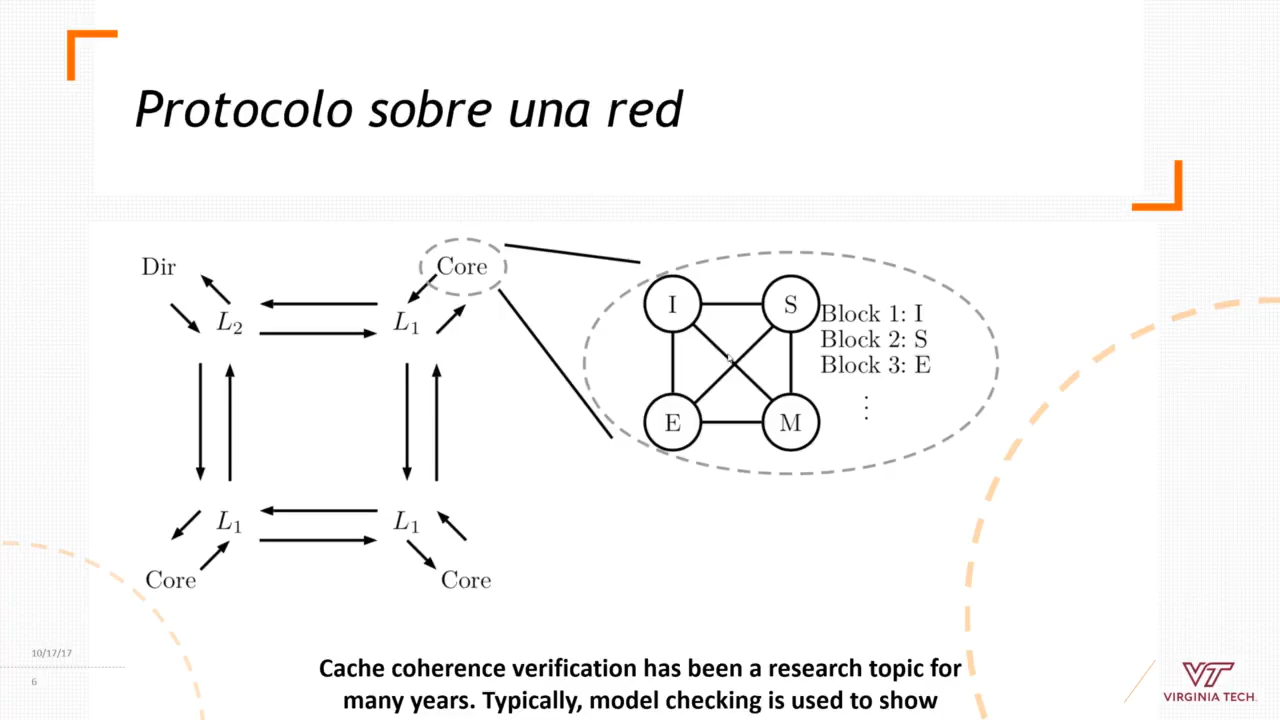 Protocolo sobre una red
Dir
Core
L₂
L₁
L₁
L₁
Core
Core
I
S
E
M
Block 1: I
Block 2: S
Block 3: E
⋮
10/17/17
6
Cache coherence verification has been a research topic for
many years. Typically, model checking is used to show
VT
VIRGINIA TECH.